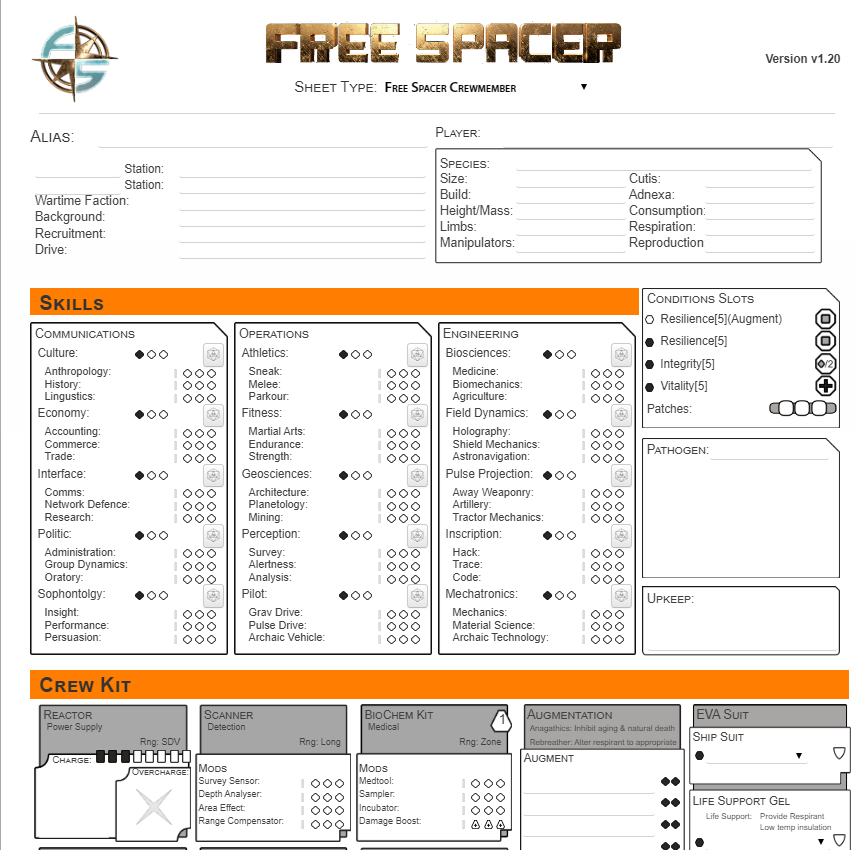 FREE SPACER
FS
Version v1.20
Sheet Type: Free Spacer Crewmember
Alias:
Player:
Station:
Station:
Wartime Faction:
Background:
Recruitment:
Drive:
Species:
Size: Cutis:
Build: Adnexa:
Height/Mass: Consumption:
Limbs: Respiration:
Manipulators: Reproduction
Skills
Communications
Culture:
Anthropology:
History:
Lingustics:
Economy:
Accounting:
Commerce:
Trade:
Interface:
Comms:
Network Defence:
Research:
Politic:
Administration:
Group Dynamics:
Oratory:
Sophontolgy:
Insight:
Performance:
Persuasion:
Operations
Athletics:
Sneak:
Melee:
Parkour:
Fitness:
Martial Arts:
Endurance:
Strength:
Geosciences:
Architecture:
Planetology:
Mining:
Perception:
Survey:
Alertness:
Analysis:
Pilot:
Grav Drive:
Pulse Drive:
Archaic Vehicle:
Engineering
Biosciences:
Medicine:
Biomechanics:
Agriculture:
Field Dynamics:
Holography:
Shield Mechanics:
Astronavigation:
Pulse Projection:
Away Weaponry:
Artillery:
Tractor Mechanics:
Inscription:
Hack:
Trace:
Code:
Mechatronics:
Mechanics:
Material Science:
Archaic Technology:
Conditions Slots
Resilience[5](Augment)
Resilience[5]
Integrity[5] /2
Vitality[5]
Patches:
Pathogen:
Upkeep:
Crew Kit
Reactor
Power Supply
Rng: SDV
Charge:
Overcharge:
Scanner
Detection
Rng: Long
Mods
Survey Sensor:
Depth Analyser:
Area Effect:
Range Compensator:
BioChem Kit
1
Medical
Rng: Zone
Mods
Medtool:
Sampler:
Incubator:
Damage Boost:
Augmentation
Anagathics: Inhibit aging & natural death
Rebreather: Alter respirant to appropriate
Augment
EVA Suit
Ship Suit
Life Support Gel
Life Support: Provide Respirant
Low temp insulation